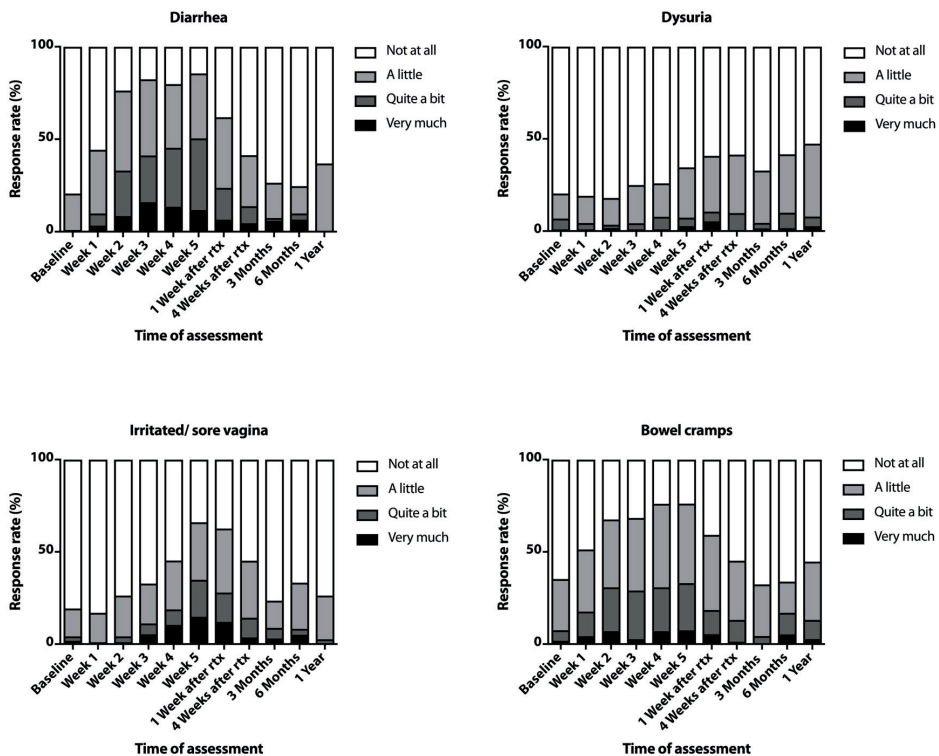 Diarrhea
100
50
0
Response rate (%)
Not at all
A little
Quite a bit
Very much
Baseline
Week 1
Week 2
Week 3
Week 4
Week 5
1 Week after rtx
4 Weeks after rtx
3 Months
6 Months
1 Year
Time of assessment
Dysuria
100
50
0
Response rate (%)
Not at all
A little
Quite a bit
Very much
Baseline
Week 1
Week 2
Week 3
Week 4
Week 5
1 Week after rtx
4 Weeks after rtx
3 Months
6 Months
1 Year
Time of assessment
Irritated/ sore vagina
100
50
0
Response rate (%)
Not at all
A little
Quite a bit
Very much
Baseline
Week 1
Week 2
Week 3
Week 4
Week 5
1 Week after rtx
4 Weeks after rtx
3 Months
6 Months
1 Year
Time of assessment
Bowel cramps
100
50
0
Response rate (%)
Not at all
A little
Quite a bit
Very much
Baseline
Week 1
Week 2
Week 3
Week 4
Week 5
1 Week after rtx
4 Weeks after rtx
3 Months
6 Months
1 Year
Time of assessment